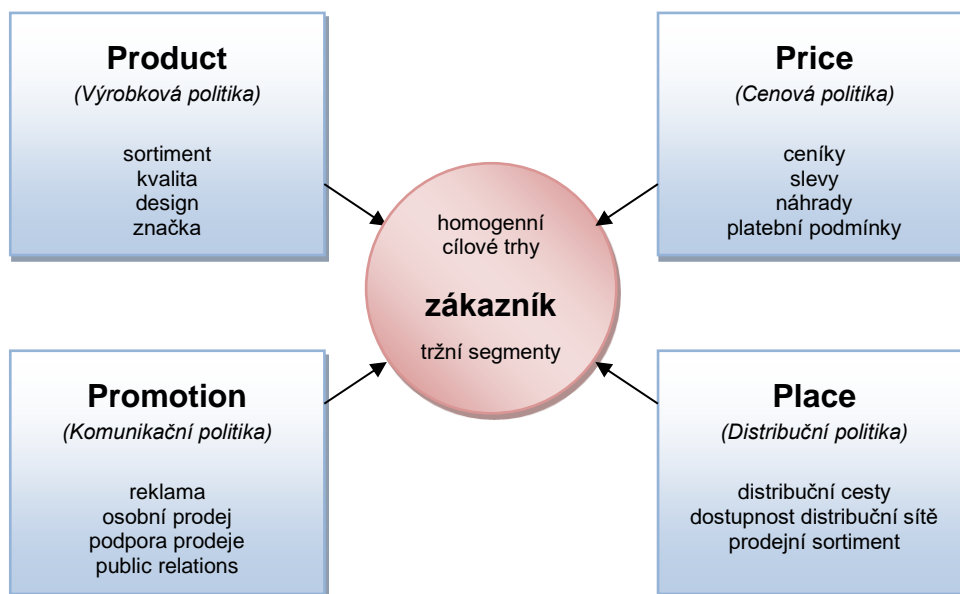 Product
(Výrobková politika)
sortiment
kvalita
design
značka
Price
(Cenová politika)
ceníky
slevy
náhrady
platební podmínky
homogenní
cílové trhy
zákazník
tržní segmenty
Promotion
(Komunikační politika)
reklama
osobní prodej
podpora prodeje
public relations
Place
(Distribuční politika)
distribuční cesty
dostupnost distribuční sítě
prodejní sortiment